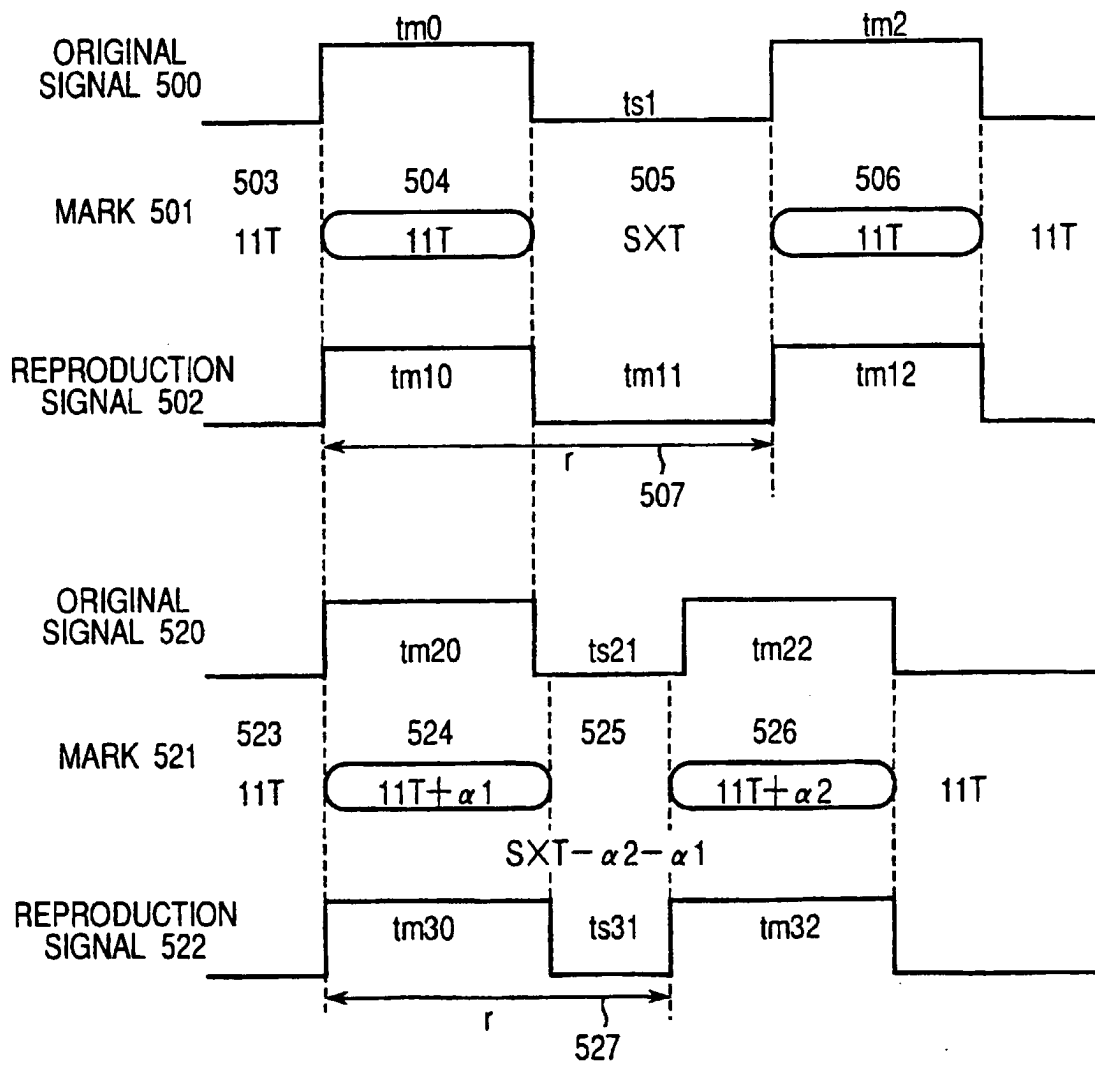 tm0
tm2
ORIGINAL
SIGNAL 500
ts1
503 504 505 506
MARK 501
11T 11T SXT 11T 11T
REPRODUCTION
SIGNAL 502
tm10 tm11 tm12
r
507
ORIGINAL
SIGNAL 520
tm20 ts21 tm22
523 524 525 526
MARK 521
11T 11T+α1 11T+α2 11T
SXT-α2-α1
REPRODUCTION
SIGNAL 522
tm30 ts31 tm32
r
527